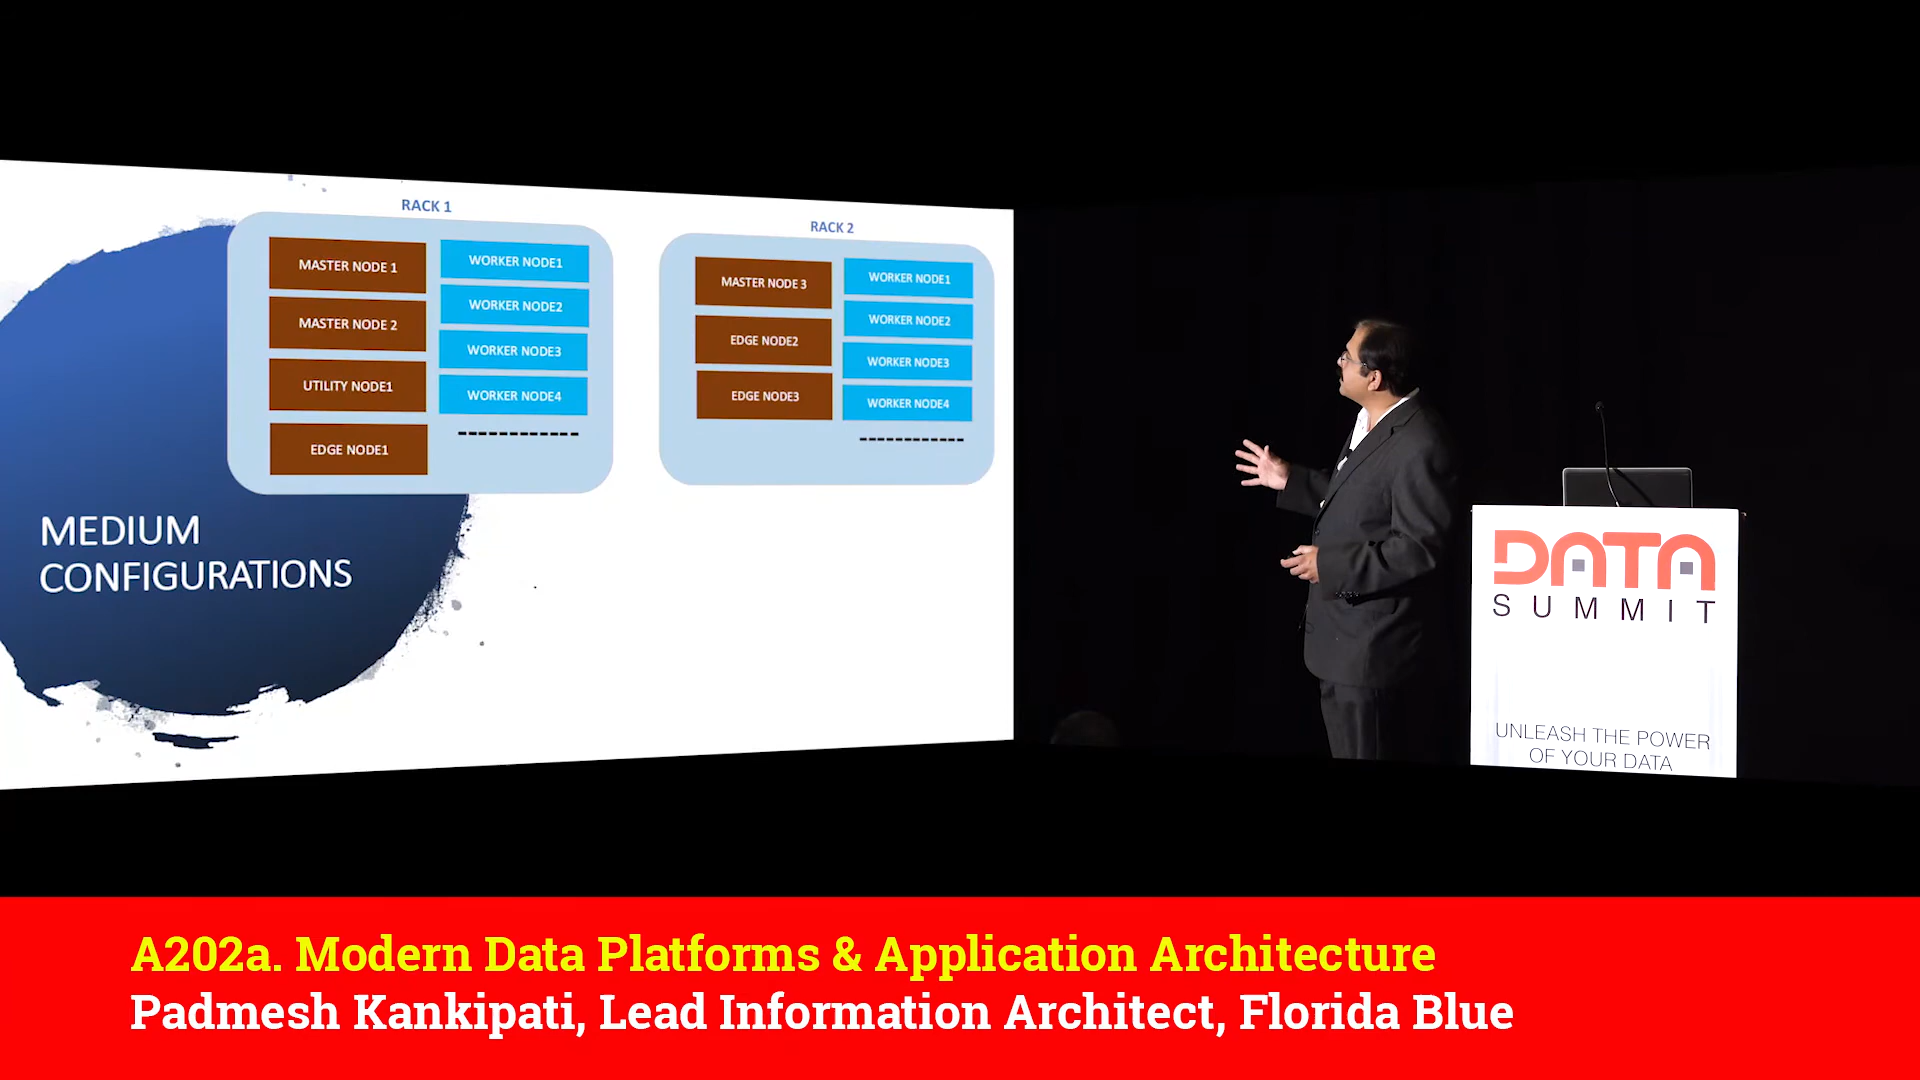 RACK 1
MASTER NODE 1
MASTER NODE 2
UTILITY NODE1
EDGE NODE1
WORKER NODE1
WORKER NODE2
WORKER NODE3
WORKER NODE4
RACK 2
MASTER NODE 3
EDGE NODE2
EDGE NODE3
WORKER NODE1
WORKER NODE2
WORKER NODE3
WORKER NODE4
MEDIUM
CONFIGURATIONS
DATA
SUMMIT
UNLEASH THE POWER
OF YOUR DATA
A202a. Modern Data Platforms & Application Architecture
Padmesh Kankipati, Lead Information Architect, Florida Blue